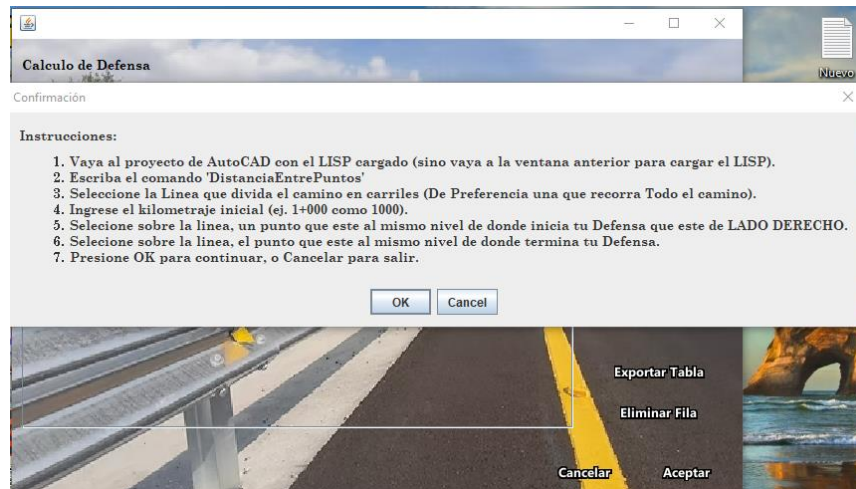 Calculo de Defensa
Nuevo
Confirmación
Instrucciones:
1. Vaya al proyecto de AutoCAD con el LISP cargado (sino vaya a la ventana anterior para cargar el LISP).
2. Escriba el comando 'DistanciaEntrePuntos'
3. Seleccione la Linea que divida el camino en carriles (De Preferencia una que recorra Todo el camino).
4. Ingrese el kilometraje inicial (ej. 1+000 como 1000).
5. Selecione sobre la linea, un punto que este al mismo nivel de donde inicia tu Defensa que este de LADO DERECHO.
6. Selecione sobre la linea, el punto que este al mismo nivel de donde termina tu Defensa.
7. Presione OK para continuar, o Cancelar para salir.
OK Cancel
Exportar Tabla
Eliminar Fila
Cancelar Aceptar